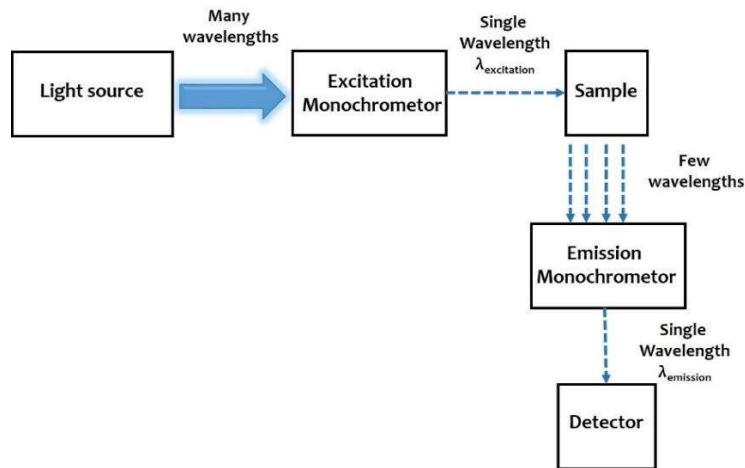 Many
wavelengths
Single
Wavelength
λexcitation
Light source
Excitation
Monochrometor
Sample
Few
wavelengths
Emission
Monochrometor
Single
Wavelength
λemission
Detector